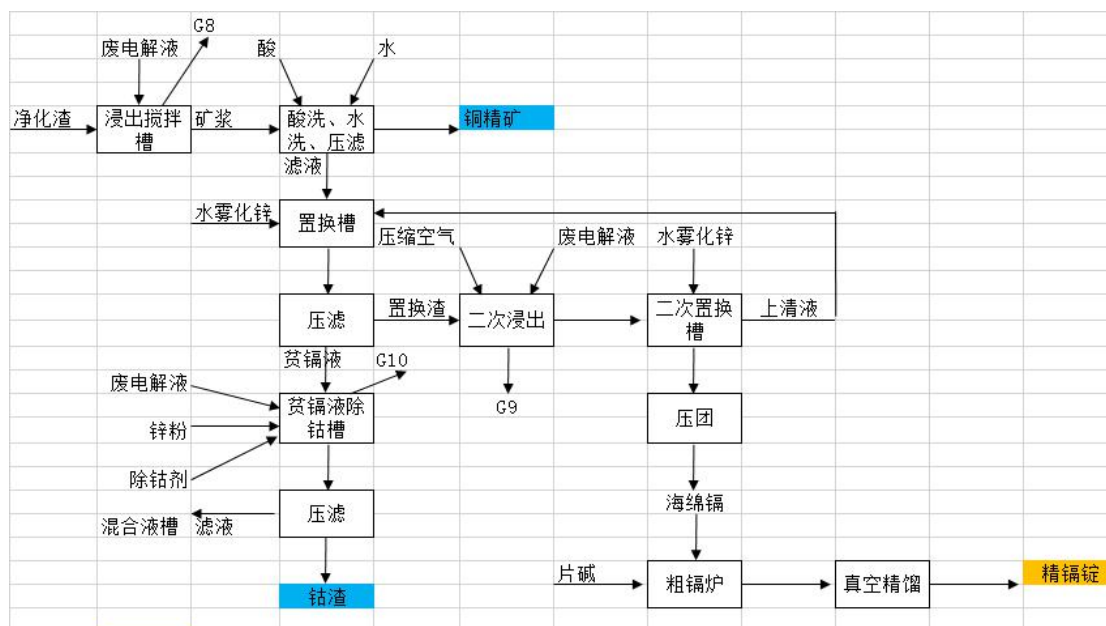 G8
废电解液
酸
水
净化渣
浸出搅拌
槽
矿浆
酸洗、水
洗、压滤
铜精矿
滤液
水雾化锌
置换槽
压缩空气
废电解液
水雾化锌
压滤
置换渣
二次浸出
二次置换
槽
上清液
贫镉液
G10
废电解液
贫镉液除
钴槽
G9
压团
锌粉
除钴剂
海绵镉
压滤
混合液槽
滤液
片碱
粗镉炉
真空精馏
精镉锭
钴渣